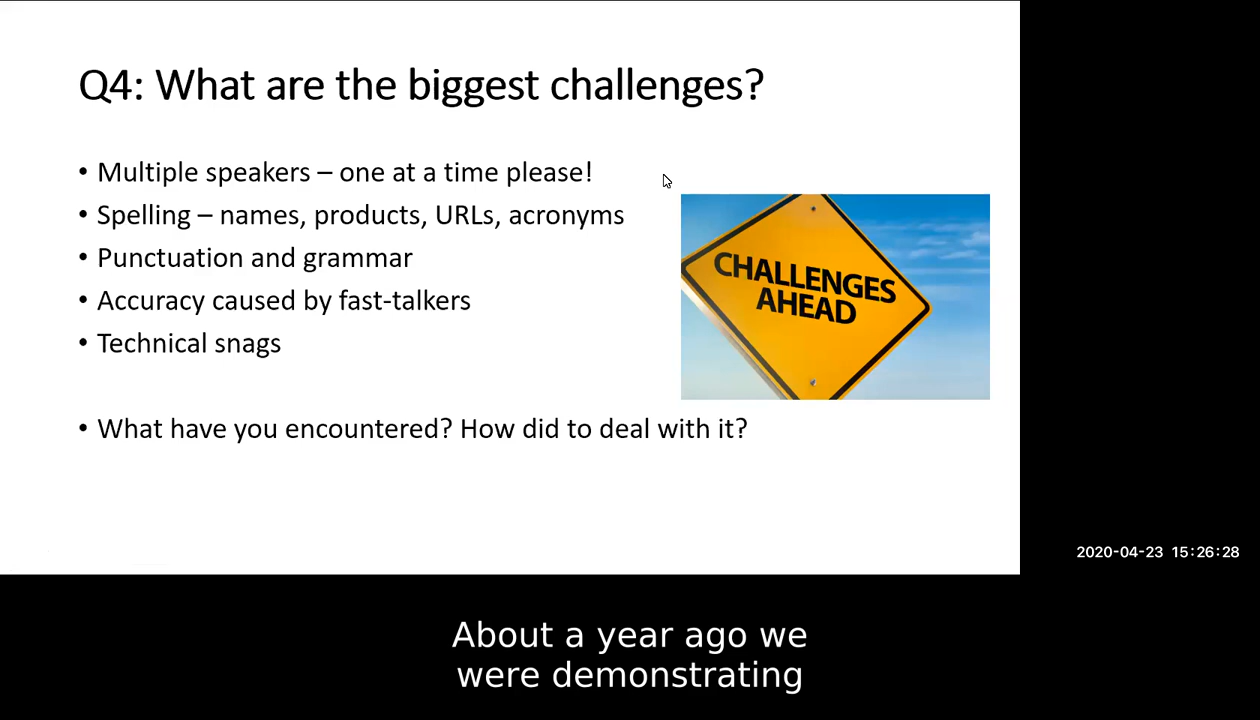 Q4: What are the biggest challenges?
• Multiple speakers – one at a time please!
• Spelling – names, products, URLs, acronyms
• Punctuation and grammar
• Accuracy caused by fast-talkers
• Technical snags
CHALLENGES
AHEAD
• What have you encountered? How did to deal with it?
2020-04-23 15:26:28
About a year ago we
were demonstrating